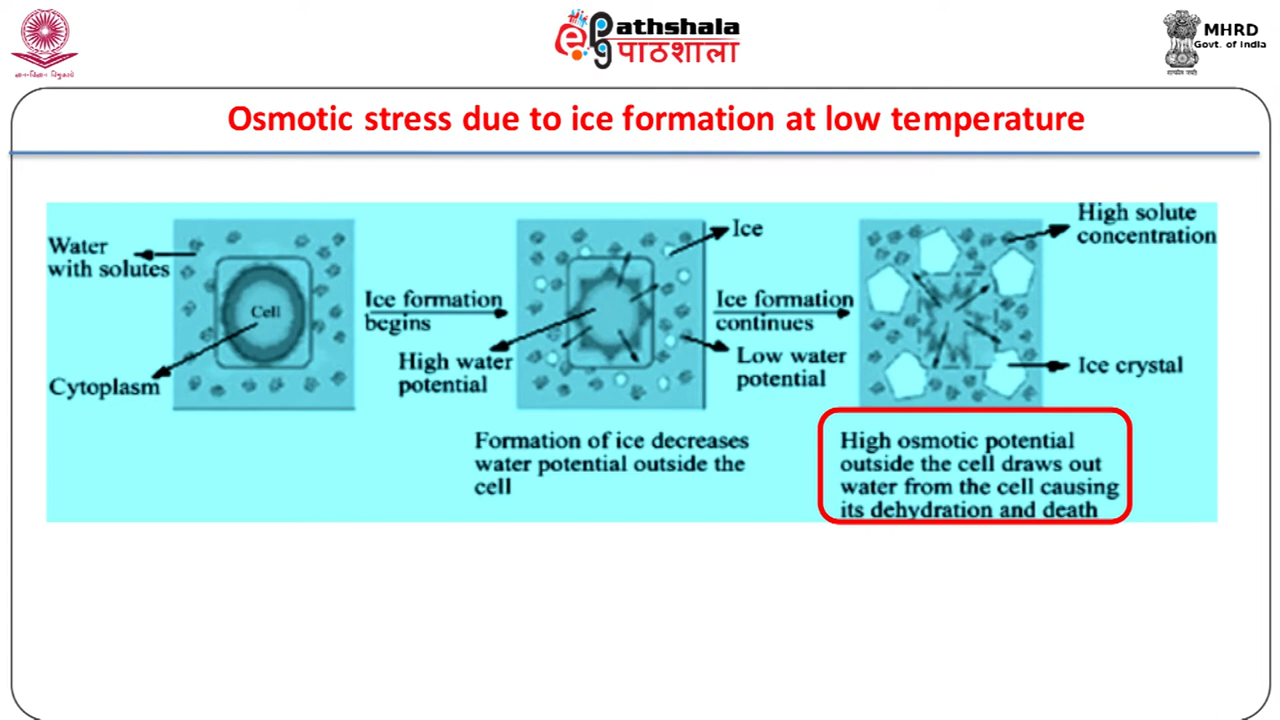 ePathshala
पाठशाला
MHRD
Govt. of India
Osmotic stress due to ice formation at low temperature
Water
with solutes
Cell
Cytoplasm
Ice formation
begins
High water
potential
Ice
Ice formation
continues
Low water
potential
High solute
concentration
Ice crystal
Formation of ice decreases
water potential outside the
cell
High osmotic potential
outside the cell draws out
water from the cell causing
its dehydration and death